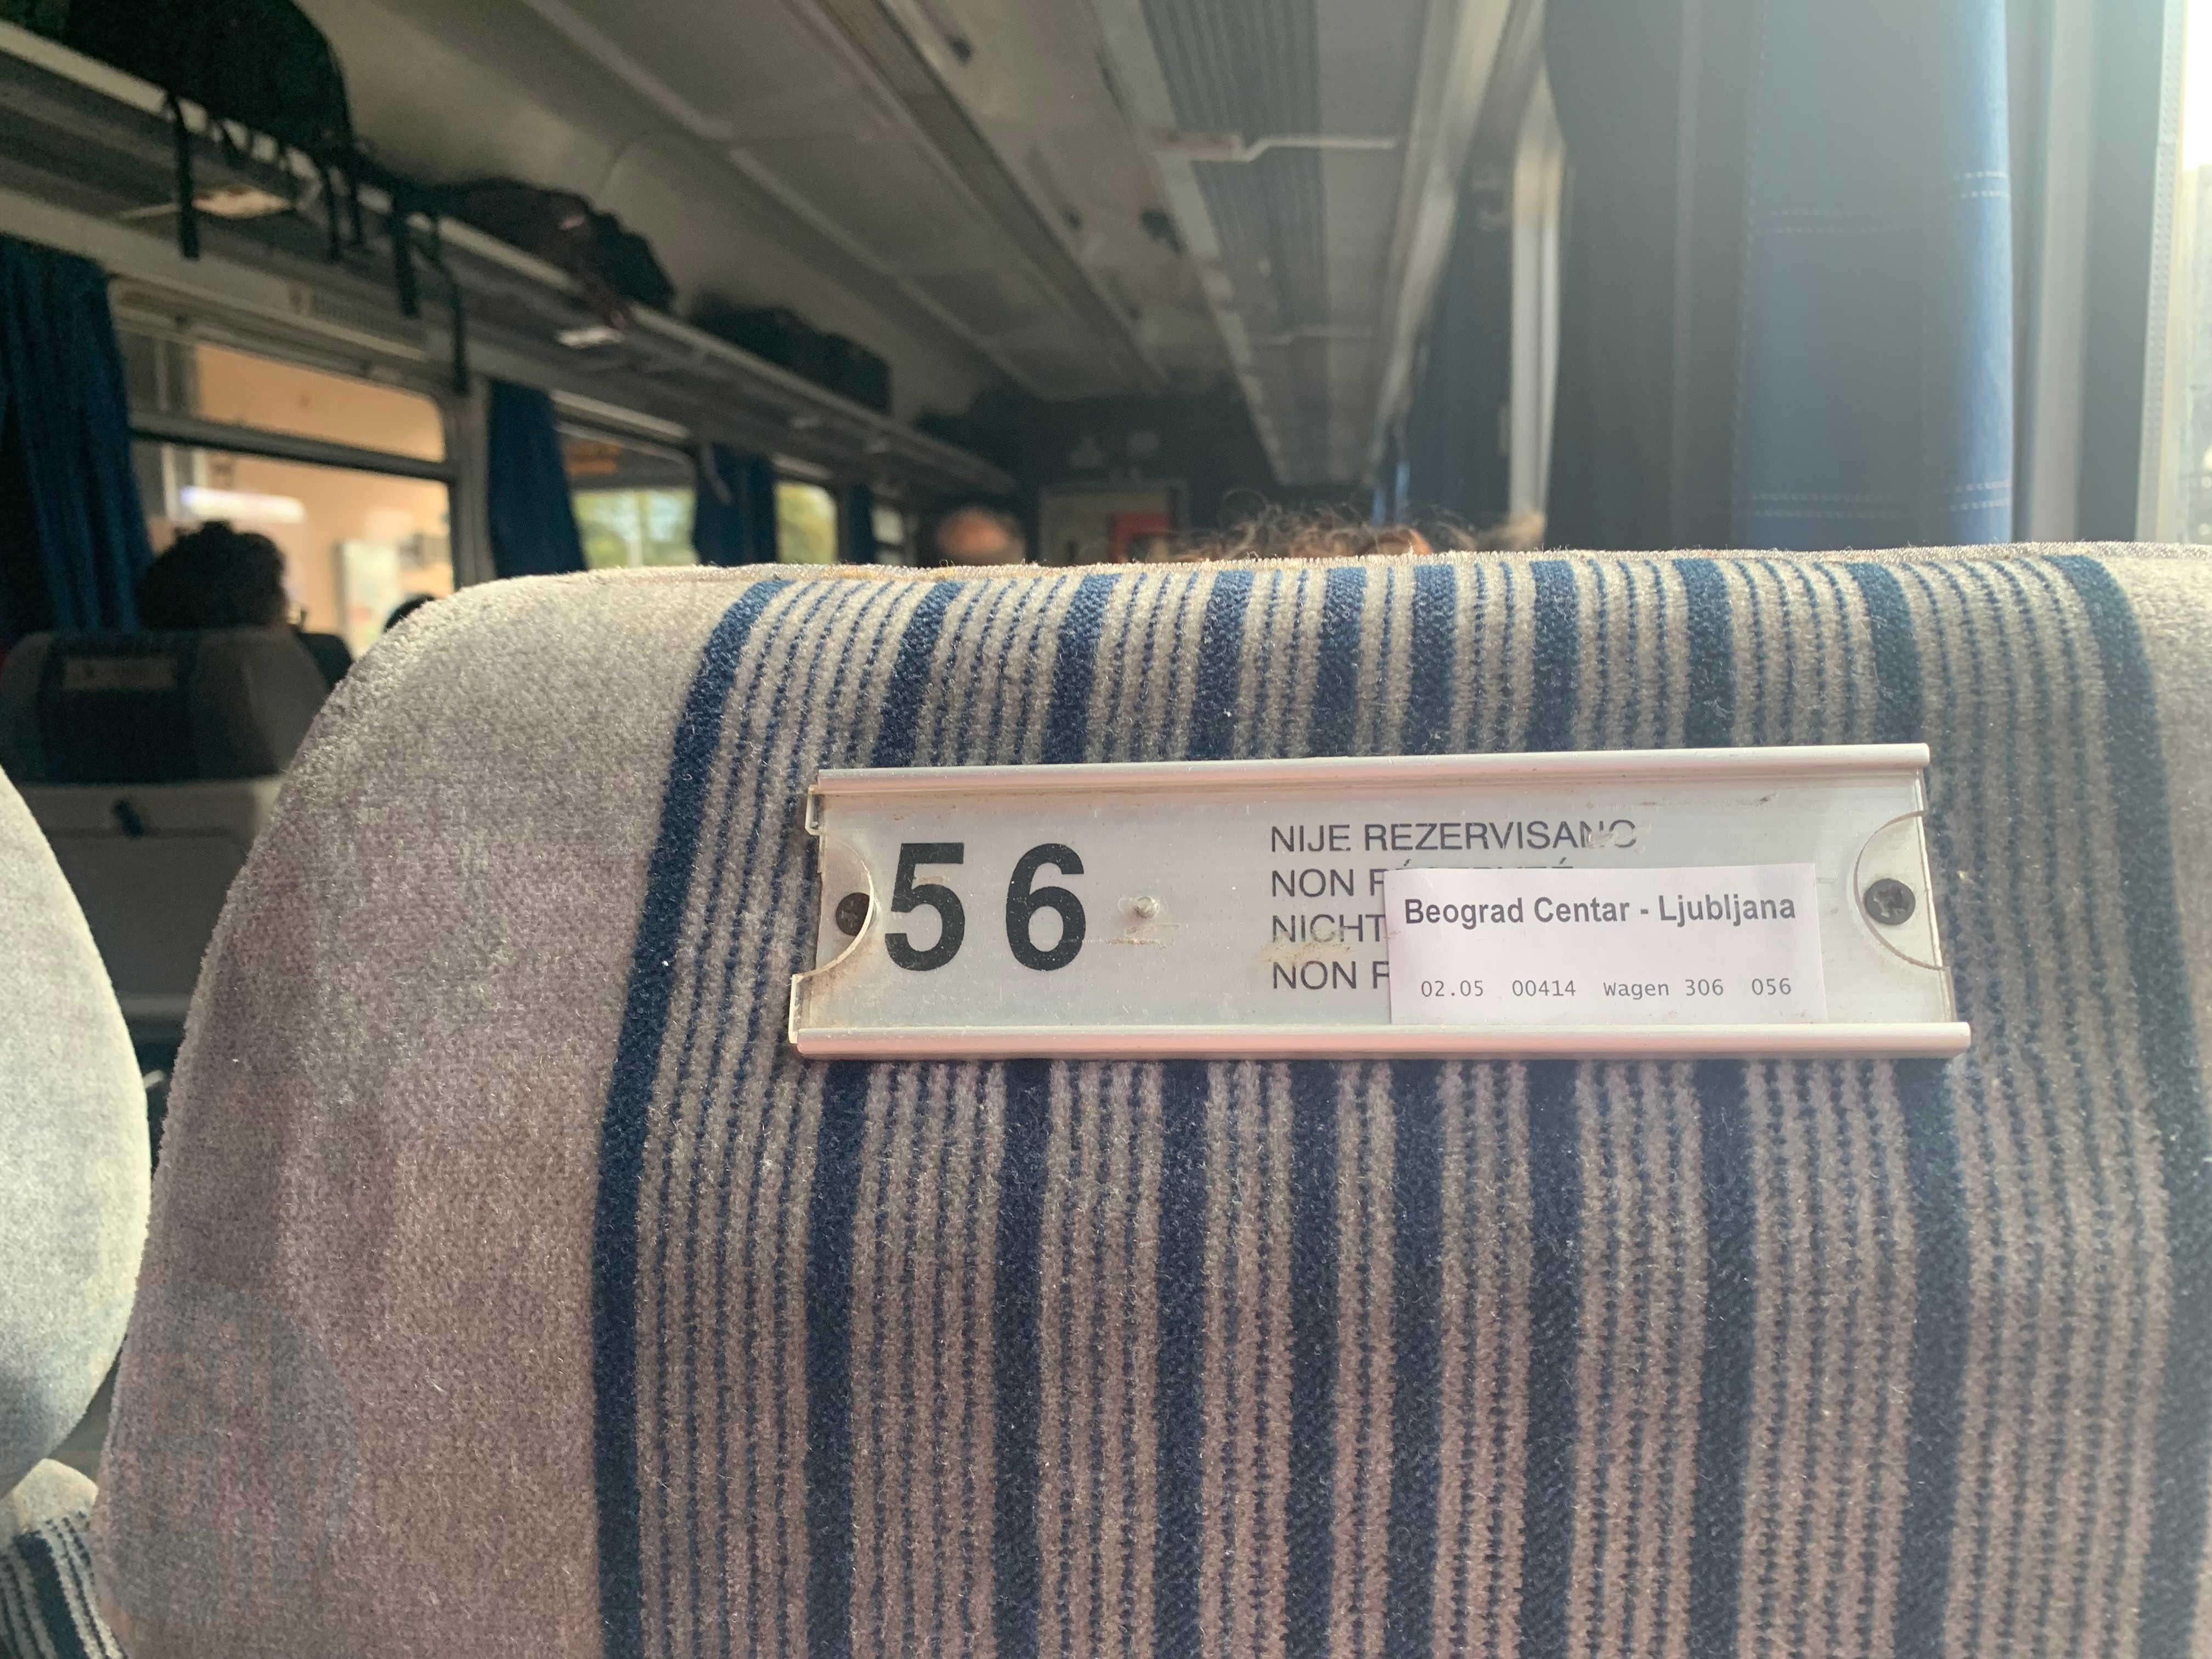 56
NIJE REZERVISANO
NON
NICHT
NON
Beograd Centar - Ljubljana
02.05 00414 Wagen 306 056